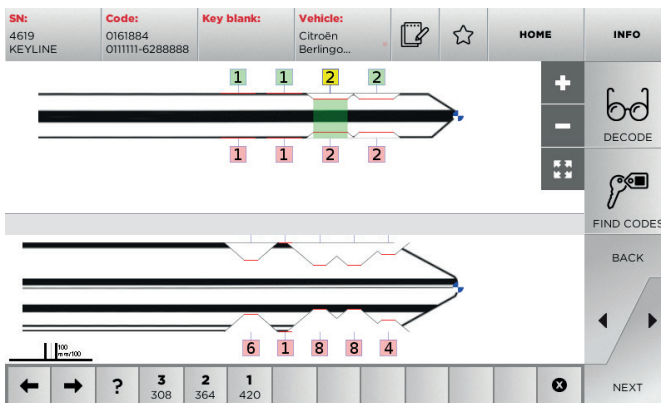 SN:
4619
KEYLINE
Code:
0161884
0111111-6288888
Key blank:
Vehicle:
Citroën
Berlingo...
HOME
INFO
1 1 2 2
1 1 2 2
+
-
DECODE
FIND CODES
6 1 8 8 4
100
mm/100
BACK
NEXT
?
3
308
2
364
1
420
X